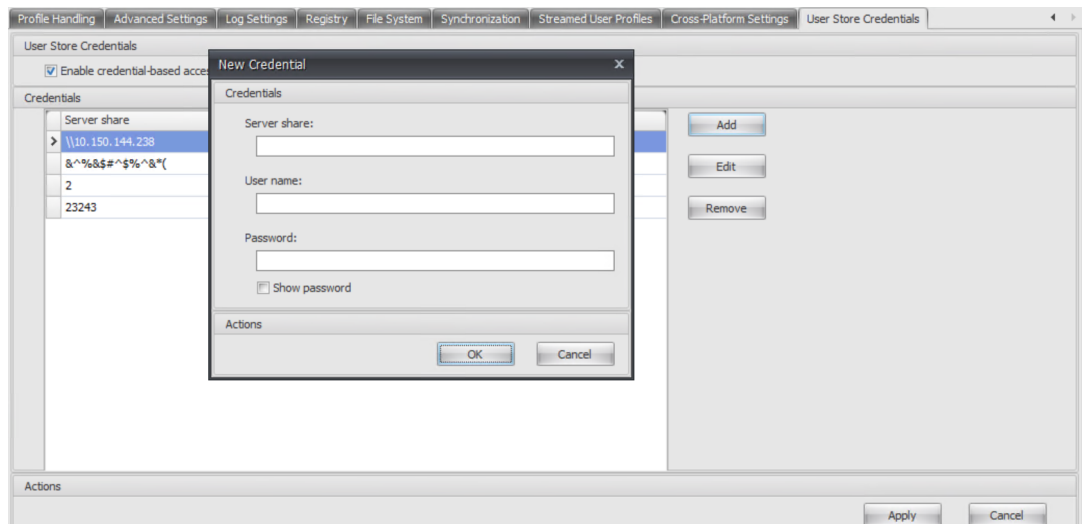 Profile Handling Advanced Settings Log Settings Registry File System Synchronization Streamed User Profiles Cross-Platform Settings User Store Credentials
User Store Credentials
Enable credential-based acces
Credentials
Server share
\\10.150.144.238
&^%&$#^$%^&*(
2
23243
Add
Edit
Remove
New Credential x
Credentials
Server share:
User name:
Password:
Show password
Actions
OK Cancel
Actions
Apply Cancel